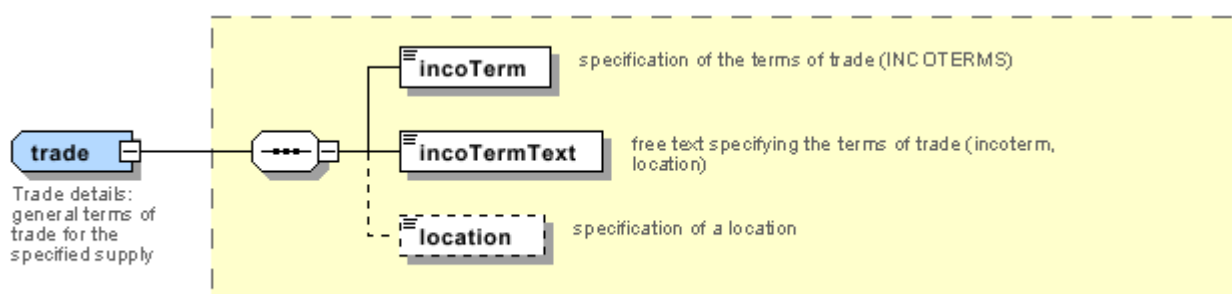 incoTerm
specification of the terms of trade (INCOTERMS)
trade
incoTermText
free text specifying the terms of trade (incoterm,
location)
Trade details:
general terms of
trade for the
specified supply
location
specification of a location